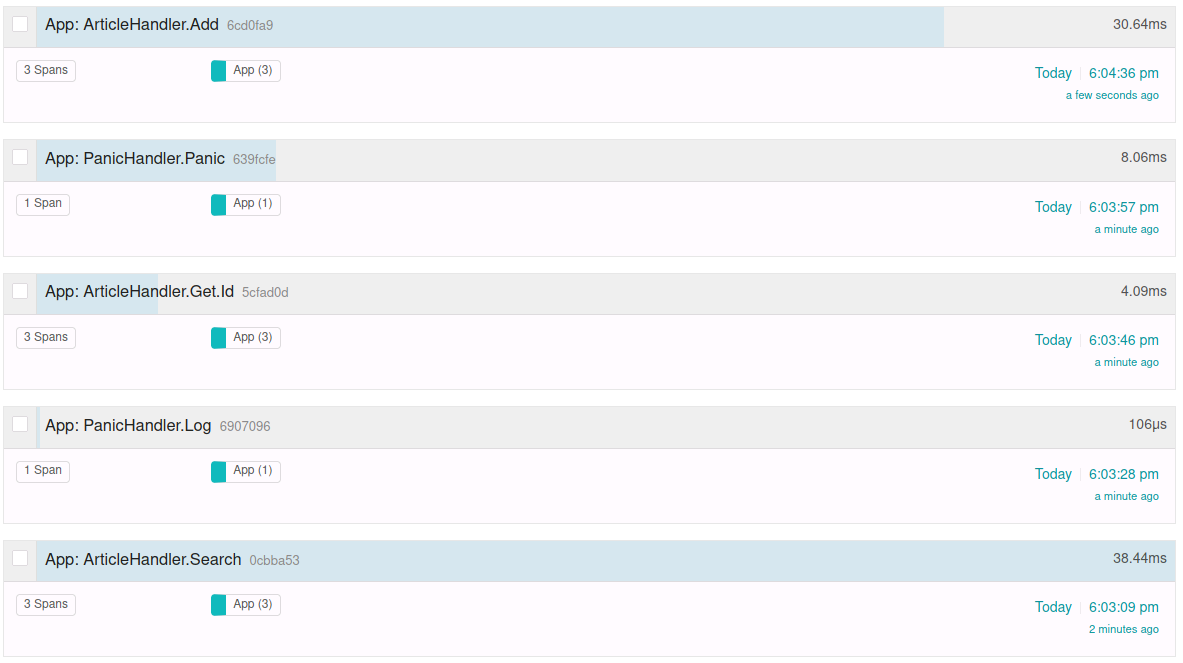 App: ArticleHandler.Add 6cd0fa9 30.64ms
3 Spans App (3) Today 6:04:36 pm
a few seconds ago
App: PanicHandler.Panic 639fcfe 8.06ms
1 Span App (1) Today 6:03:57 pm
a minute ago
App: ArticleHandler.Get.Id 5cfad0d 4.09ms
3 Spans App (3) Today 6:03:46 pm
a minute ago
App: PanicHandler.Log 6907096 106μs
1 Span App (1) Today 6:03:28 pm
a minute ago
App: ArticleHandler.Search 0cbba53 38.44ms
3 Spans App (3) Today 6:03:09 pm
2 minutes ago